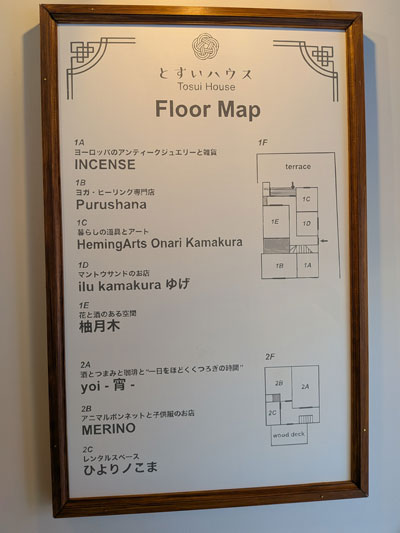 とすいハウス
Tosui House
Floor Map
1A
ヨーロッパのアンティークジュエリーと雑貨
INCENSE
1B
ヨガ・ヒーリング専門店
Purushana
1C
暮らしの道具とアート
HemingArts Onari Kamakura
1D
マントウサンドのお店
ilu kamakura ゆげ
1E
花と酒のある空間
柚月木
2A
酒とつまみと珈琲と"一日をほどくくつろぎの時間"
yoi - 宵 -
2B
アニマルボンネットと子供服のお店
MERINO
2C
レンタルスペース
ひよりノこま
1F
terrace
1C
1E
1D
1B
1A
2F
2B
2A
2C
wood deck